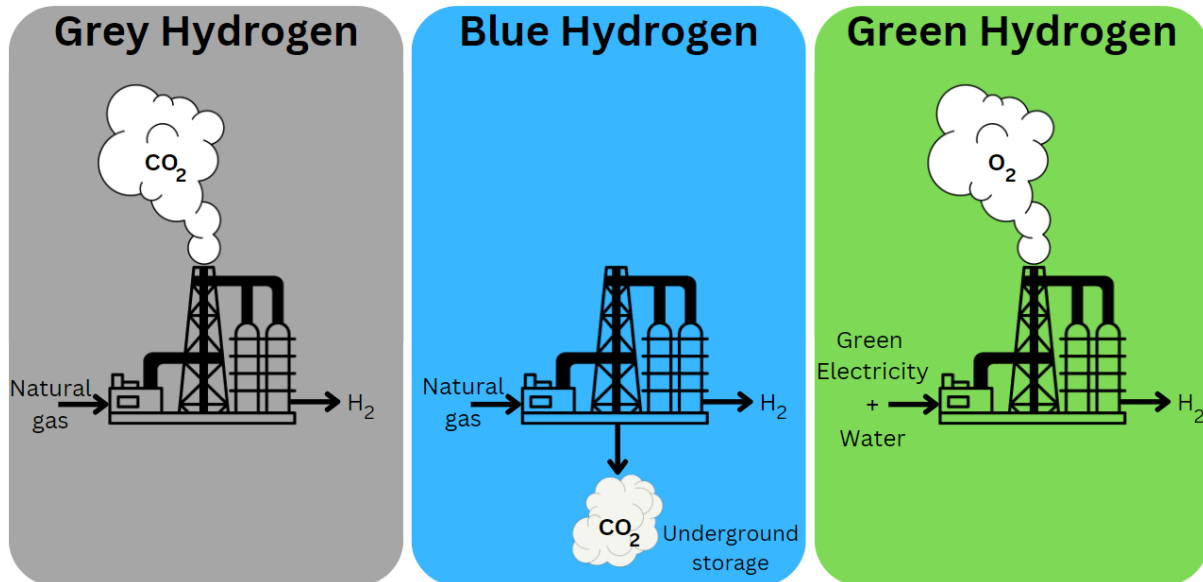 Grey Hydrogen
CO2
Natural
gas
H2
Blue Hydrogen
Natural
gas
H2
CO2
Underground
storage
Green Hydrogen
O2
Green
Electricity
+
Water
H2